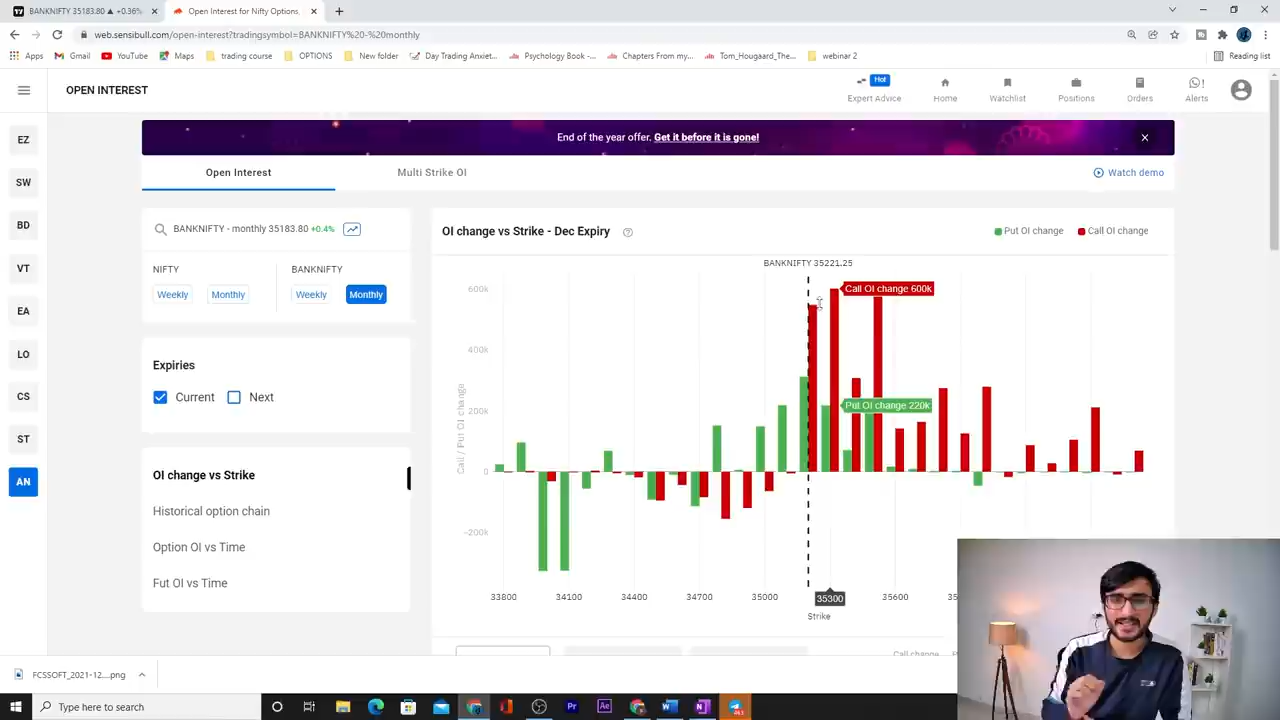 BANKNIFTY 35183.80 ▲ +0.36%
Open Interest for Nifty Options,
web.sensibull.com/open-interest?tradingsymbol=BANKNIFTY%20-%20monthly
Apps
Gmail
YouTube
Maps
trading course
OPTIONS
New folder
Day Trading Anxiet...
Psychology Book -...
Chapters From my...
Tom_Hougaard_The...
webinar 2
Reading list
OPEN INTEREST
Hot
Expert Advice
Home
Watchlist
Positions
Orders
Alerts
End of the year offer. Get it before it is gone!
Open Interest
Multi Strike OI
Watch demo
EZ
SW
BD
VT
EA
LO
CS
ST
AN
BANKNIFTY - monthly 35183.80 +0.4%
NIFTY
BANKNIFTY
Weekly
Monthly
Weekly
Monthly
Expiries
Current
Next
OI change vs Strike
Historical option chain
Option OI vs Time
Fut OI vs Time
OI change vs Strike - Dec Expiry
Put OI change
Call OI change
BANKNIFTY 35221.25
Call OI change 600k
Put OI change 220k
Call / Put OI change
600k
400k
200k
0
-200k
33800
34100
34400
34700
35000
35300
35600
Strike
Call change
FCSSOFT_2021-12....png
Type here to search